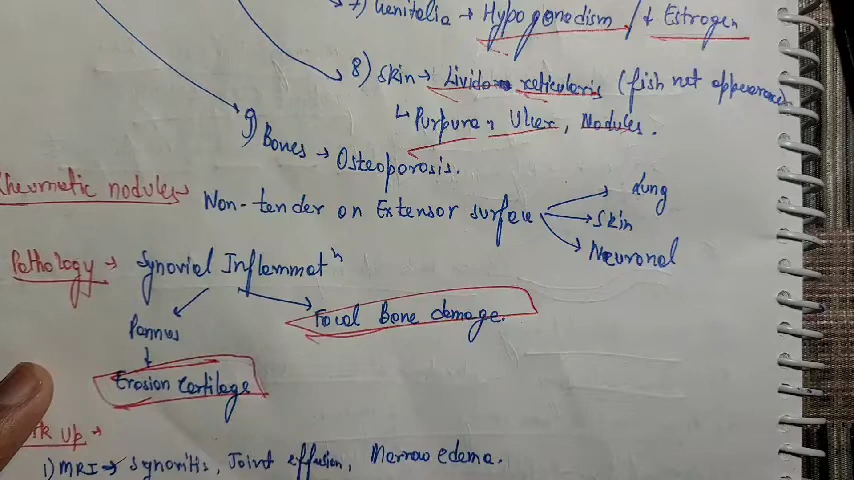 7) Genitalia → Hypogonedism / ↓ Estrogen
8) Skin → Livido reticularis (fish net appearance)
↳ Purpura, Ulcer, Nodules.
9) Bones → Osteoporosis.
Rheumetic nodules → Non-tender on Extensor surface → Lung
→ Skin
→ Neuronal
Pathology → Synovial Inflammatⁿ
Pannus
Focal Bone damage.
↓
Erosion cartilage
Work Up →
1) MRI → Synovitis, Joint effusion, Marrow edema.